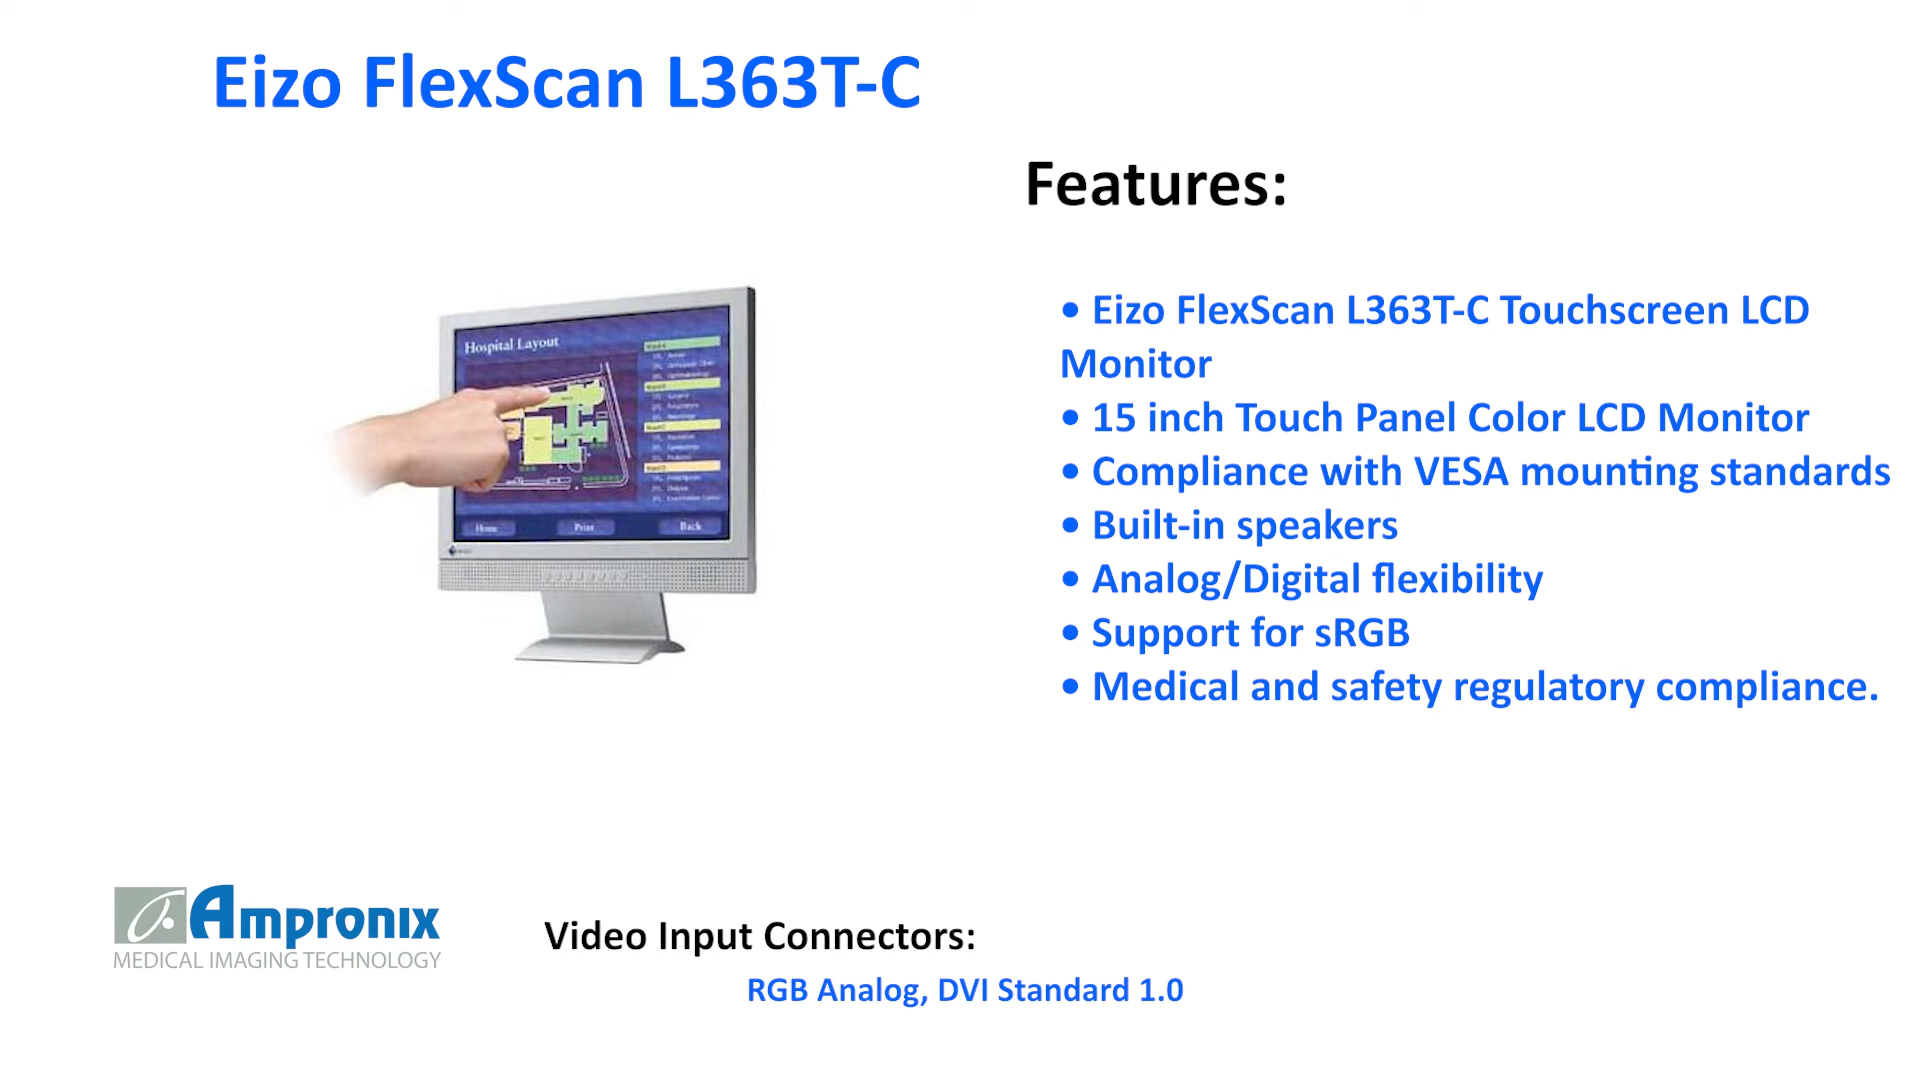 Eizo FlexScan L363T-C
Features:
• Eizo FlexScan L363T-C Touchscreen LCD
Monitor
• 15 inch Touch Panel Color LCD Monitor
• Compliance with VESA mounting standards
• Built-in speakers
• Analog/Digital flexibility
• Support for sRGB
• Medical and safety regulatory compliance.
Hospital Layout
Home Print Back
Ampronix
MEDICAL IMAGING TECHNOLOGY
Video Input Connectors:
RGB Analog, DVI Standard 1.0